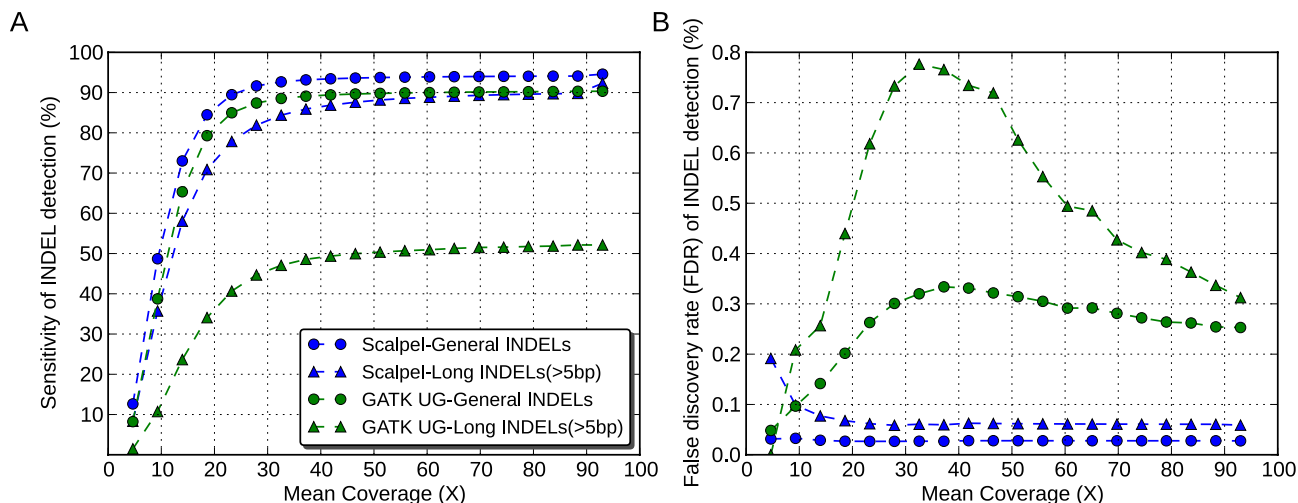 A
Sensitivity of INDEL detection (%)
100
90
80
70
60
50
40
30
20
10
0 10 20 30 40 50 60 70 80 90 100
Mean Coverage (X)
Scalpel-General INDELs
Scalpel-Long INDELs(>5bp)
GATK UG-General INDELs
GATK UG-Long INDELs(>5bp)
B
False discovery rate (FDR) of INDEL detection (%)
0.8
0.7
0.6
0.5
0.4
0.3
0.2
0.1
0.0
0 10 20 30 40 50 60 70 80 90 100
Mean Coverage (X)